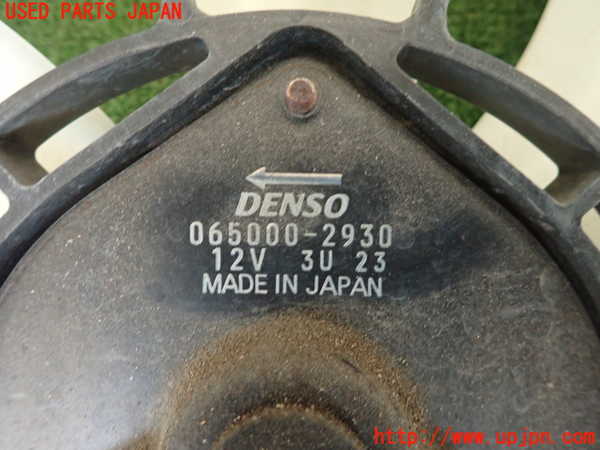 USED PARTS JAPAN
DENSO
065000-2930
12V 3U 23
MADE IN JAPAN
http://www.upjpn.com